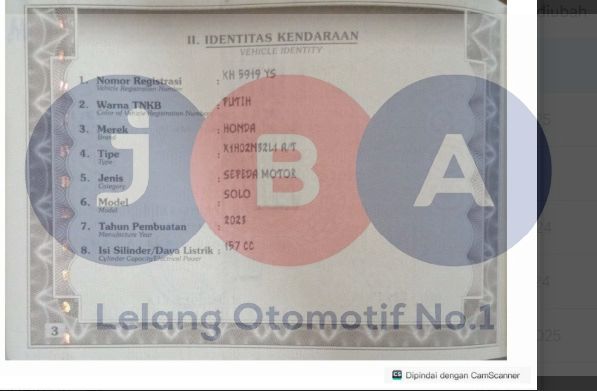 diubah
II. IDENTITAS KENDARAAN
VEHICLE IDENTITY
1. Nomor Registrasi : KH 5919 YS
Vehicle Registration Number
2. Warna TNKB : PUTIH
Color of Vehicle Registration Number
3. Merek : HONDA
Brand
4. Tipe : X1H02N32L1 A/T
Type
5. Jenis : SEPEDA MOTOR
Category
6. Model : SOLO
Model
7. Tahun Pembuatan : 2023
Manufacture Year
8. Isi Silinder/Daya Listrik : 157 CC
Cylinder Capacity/Electrical Power
j B A
Lelang Otomotif No.1
3
CS Dipindai dengan CamScanner